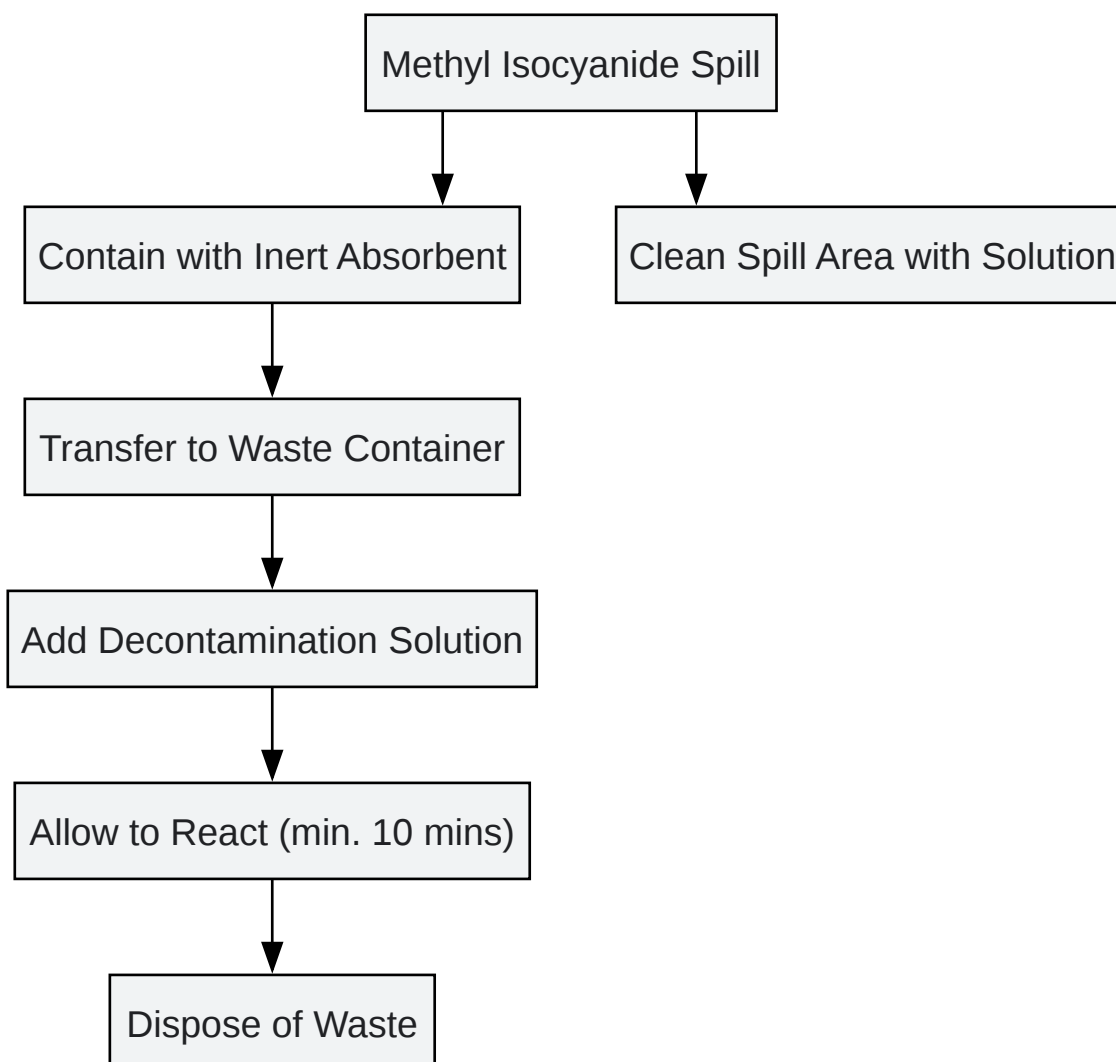 Methyl Isocyanide Spill
Contain with Inert Absorbent
Clean Spill Area with Solution
Transfer to Waste Container
Add Decontamination Solution
Allow to React (min. 10 mins)
Dispose of Waste